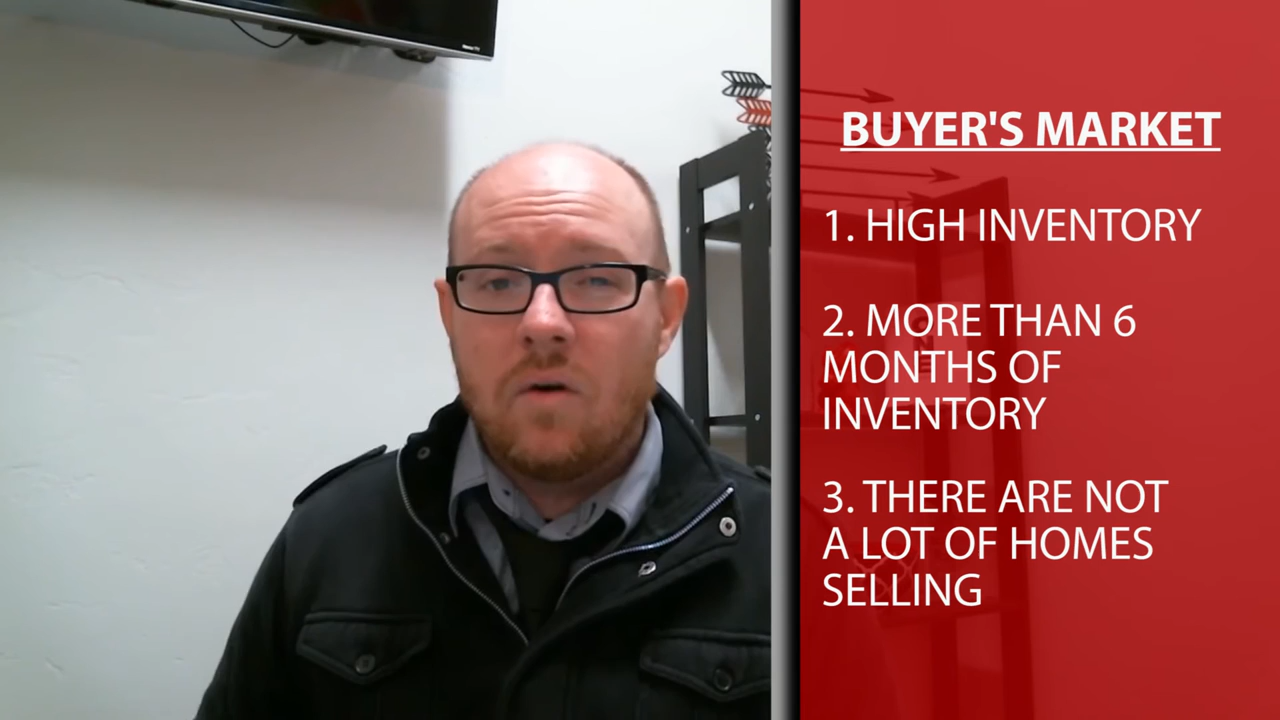 BUYER'S MARKET
1. HIGH INVENTORY
2. MORE THAN 6
MONTHS OF
INVENTORY
3. THERE ARE NOT
A LOT OF HOMES
SELLING